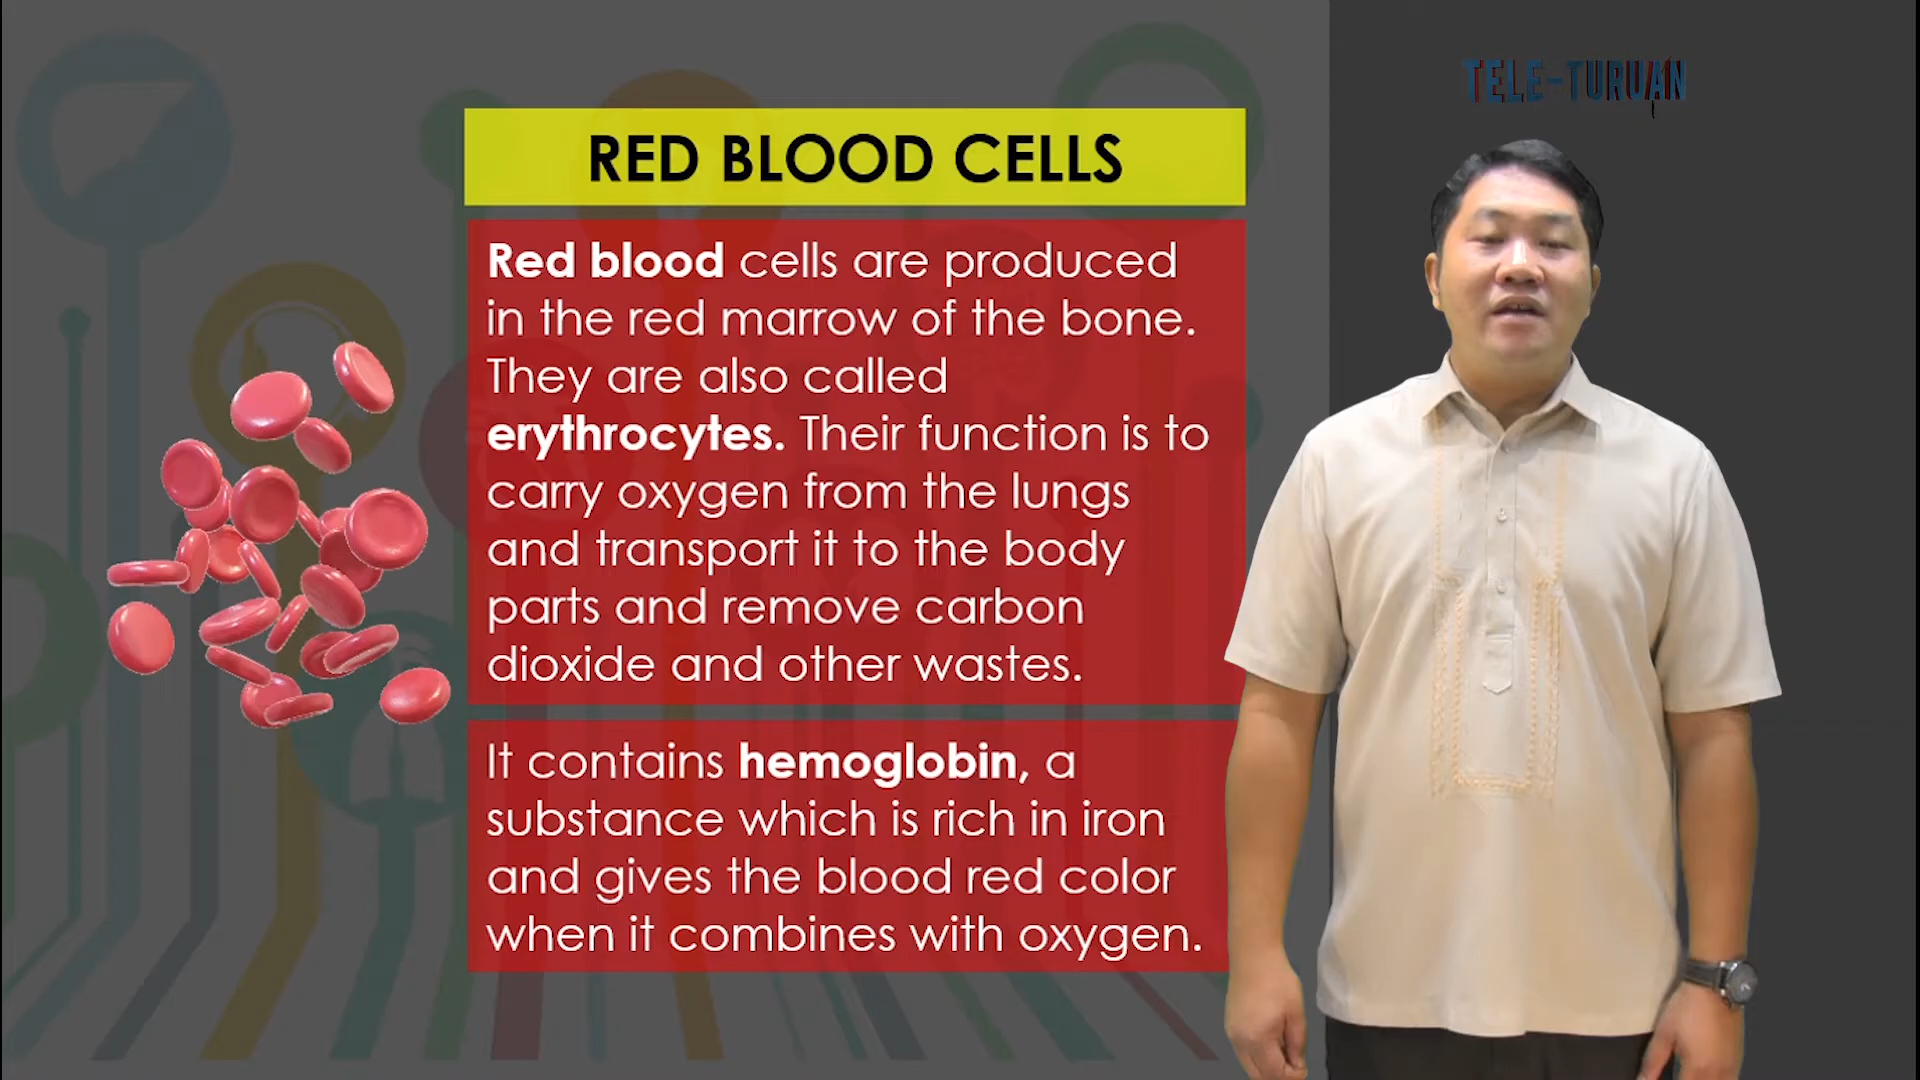 TELE-TURUAN
RED BLOOD CELLS
Red blood cells are produced
in the red marrow of the bone.
They are also called
erythrocytes. Their function is to
carry oxygen from the lungs
and transport it to the body
parts and remove carbon
dioxide and other wastes.
It contains hemoglobin, a
substance which is rich in iron
and gives the blood red color
when it combines with oxygen.